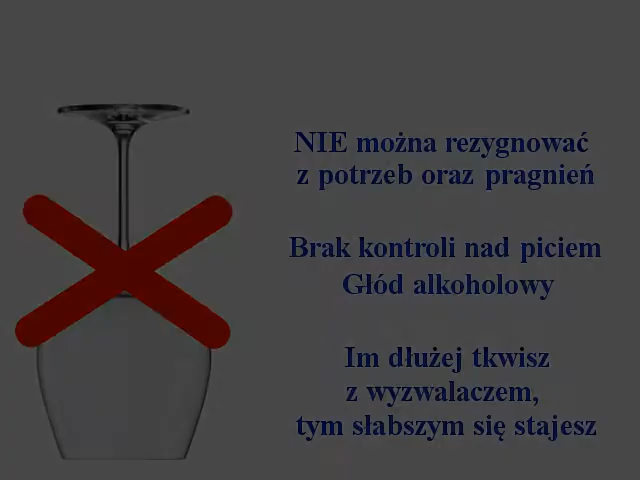 NIE można rezygnować
z potrzeb oraz pragnień
Brak kontroli nad piciem
Głód alkoholowy
Im dłużej tkwisz
z wyzwalaczem,
tym słabszym się stajesz